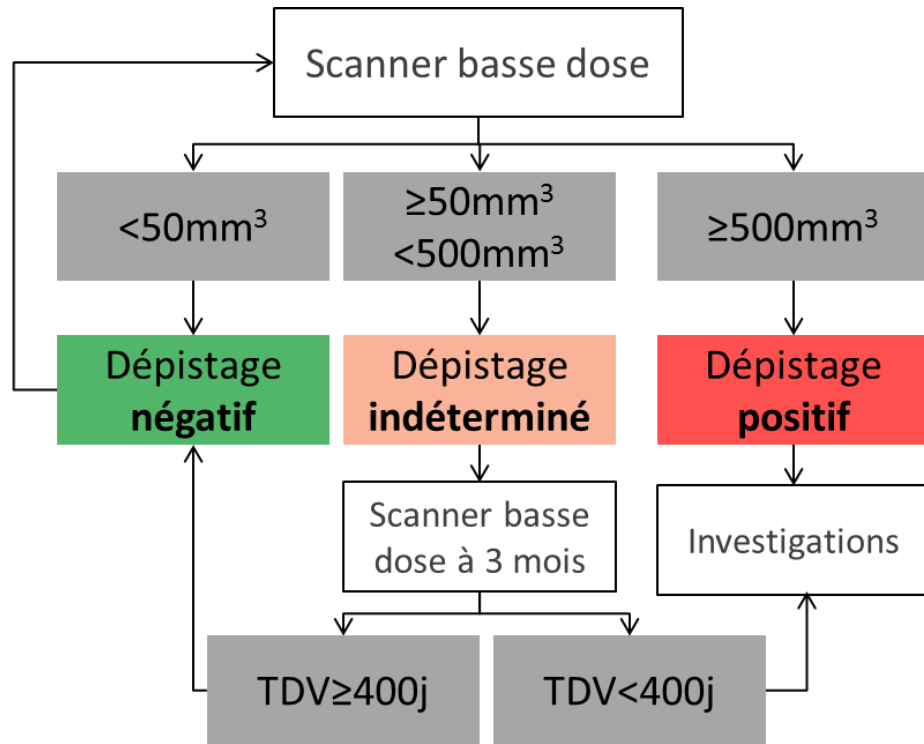 Scanner basse dose
<50mm³
≥50mm³
<500mm³
≥500mm³
Dépistage
négatif
Dépistage
indéterminé
Dépistage
positif
Scanner basse
dose à 3 mois
Investigations
TDV≥400j
TDV<400j